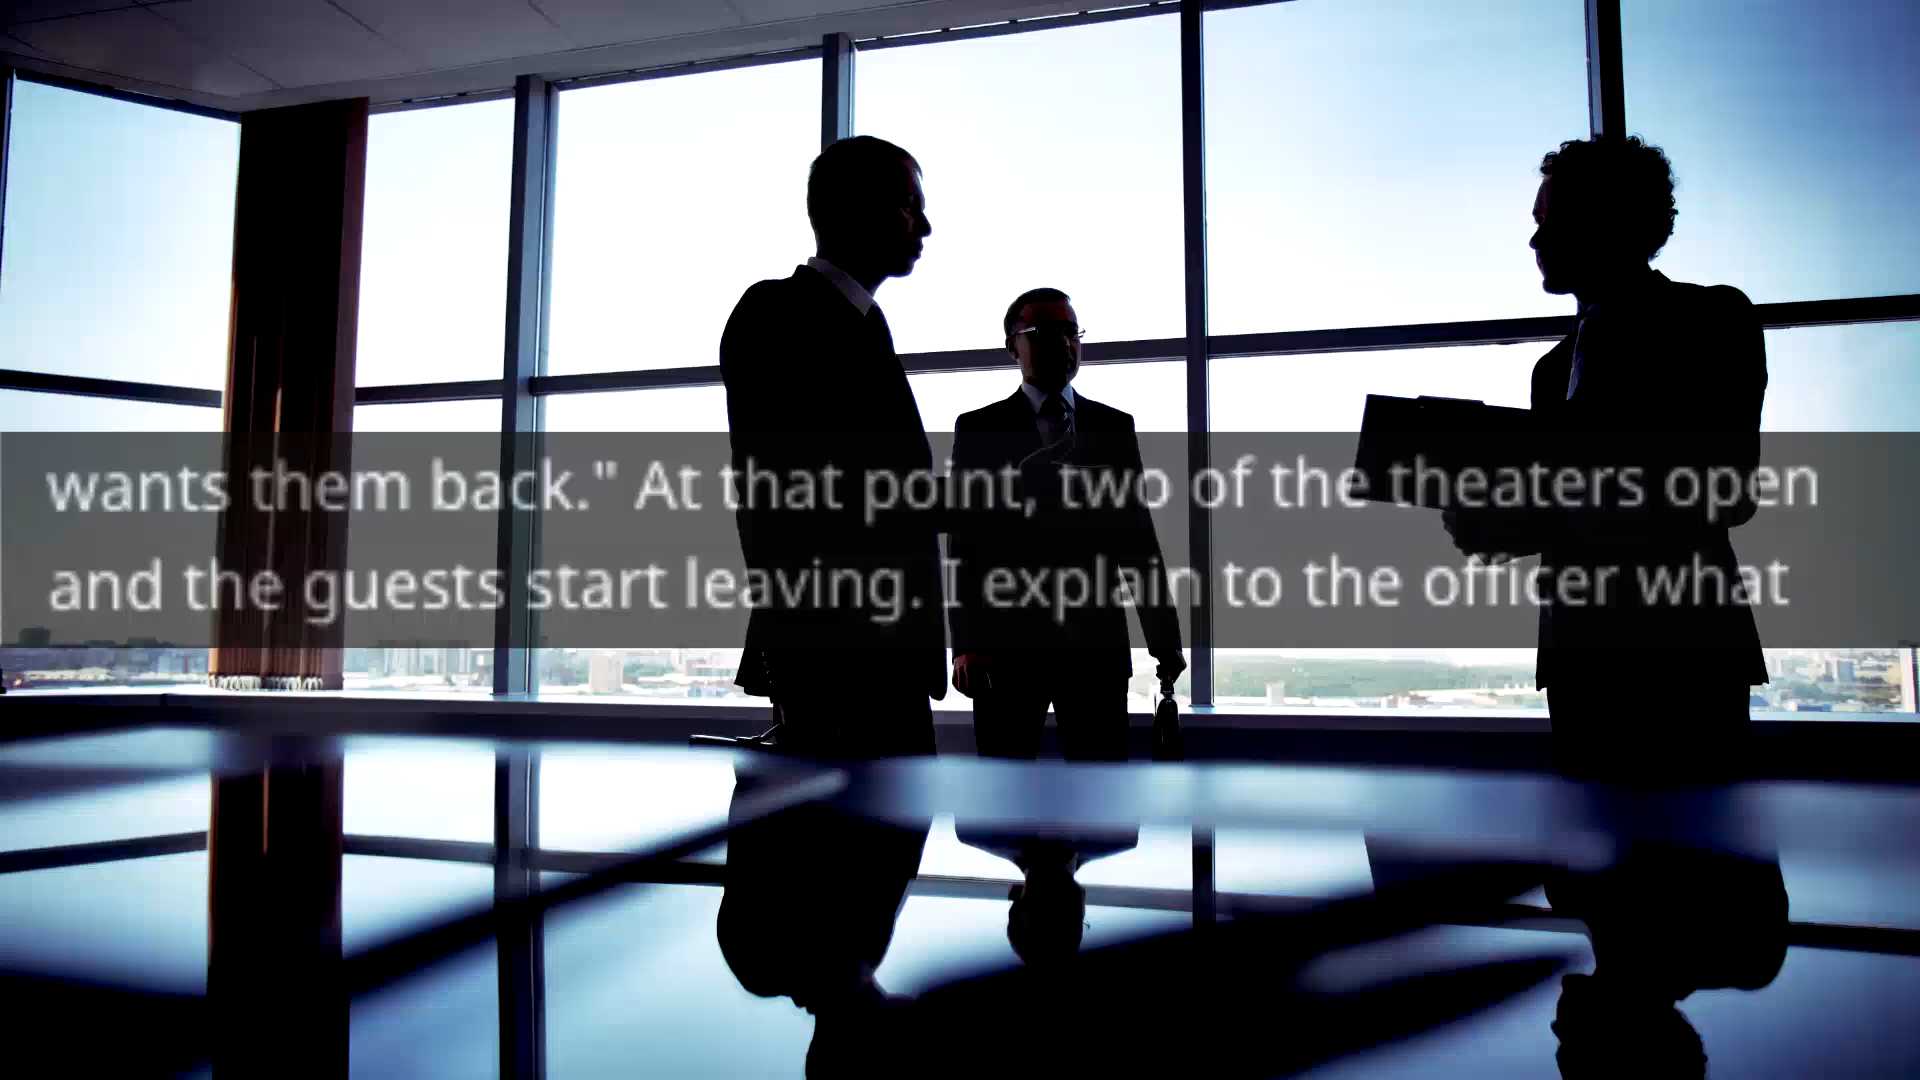 wants them back." At that point, two of the theaters open
and the guests start leaving. I explain to the officer what